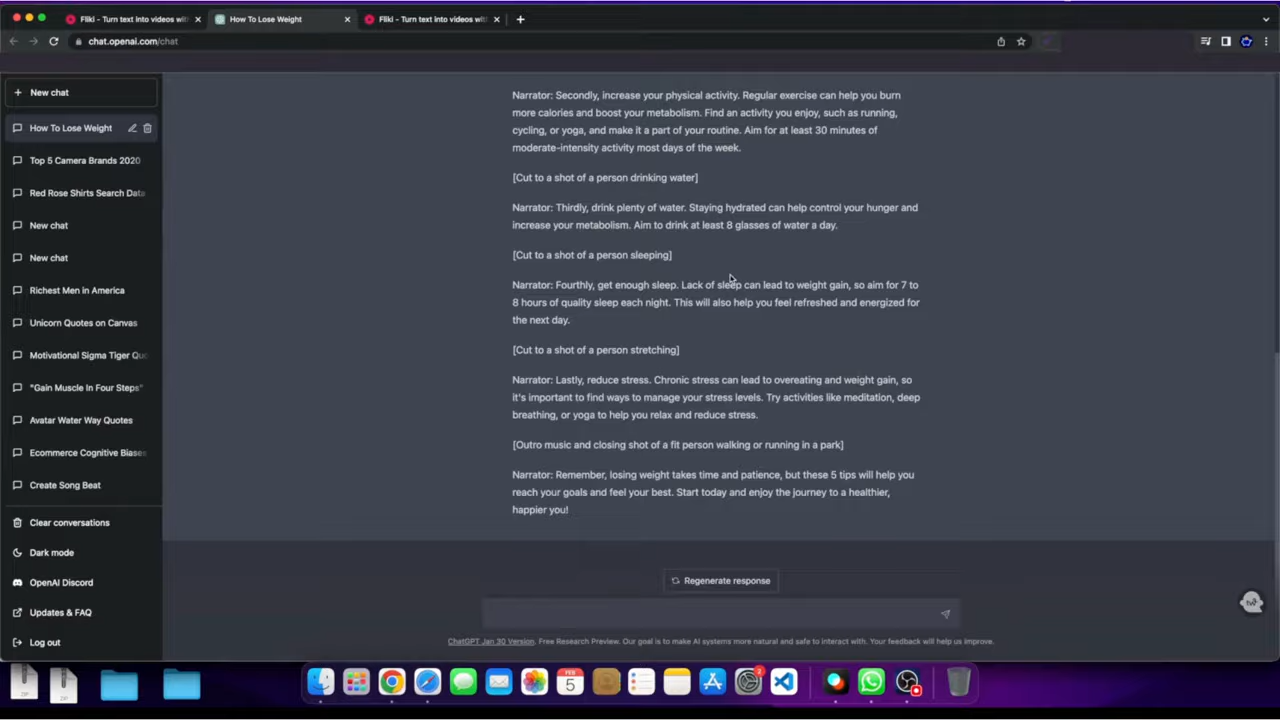 Fliki - Turn text into videos wit
How To Lose Weight
Fliki - Turn text into videos wit
chat.openai.com/chat
New chat
How To Lose Weight
Top 5 Camera Brands 2020
Red Rose Shirts Search Data
New chat
New chat
Richest Men in America
Unicorn Quotes on Canvas
Motivational Sigma Tiger Quo
"Gain Muscle In Four Steps"
Avatar Water Way Quotes
Ecommerce Cognitive Biases
Create Song Beat
Clear conversations
Dark mode
OpenAI Discord
Updates & FAQ
Log out
Narrator: Secondly, increase your physical activity. Regular exercise can help you burn
more calories and boost your metabolism. Find an activity you enjoy, such as running,
cycling, or yoga, and make it a part of your routine. Aim for at least 30 minutes of
moderate-intensity activity most days of the week.
[Cut to a shot of a person drinking water]
Narrator: Thirdly, drink plenty of water. Staying hydrated can help control your hunger and
increase your metabolism. Aim to drink at least 8 glasses of water a day.
[Cut to a shot of a person sleeping]
Narrator: Fourthly, get enough sleep. Lack of sleep can lead to weight gain, so aim for 7 to
8 hours of quality sleep each night. This will also help you feel refreshed and energized for
the next day.
[Cut to a shot of a person stretching]
Narrator: Lastly, reduce stress. Chronic stress can lead to overeating and weight gain, so
it's important to find ways to manage your stress levels. Try activities like meditation, deep
breathing, or yoga to help you relax and reduce stress.
[Outro music and closing shot of a fit person walking or running in a park]
Narrator: Remember, losing weight takes time and patience, but these 5 tips will help you
reach your goals and feel your best. Start today and enjoy the journey to a healthier,
happier you!
Regenerate response
ChatGPT Jan 30 Version. Free Research Preview. Our goal is to make AI systems more natural and safe to interact with. Your feedback will help us improve.
FEB
5
2
ZIP
ZIP